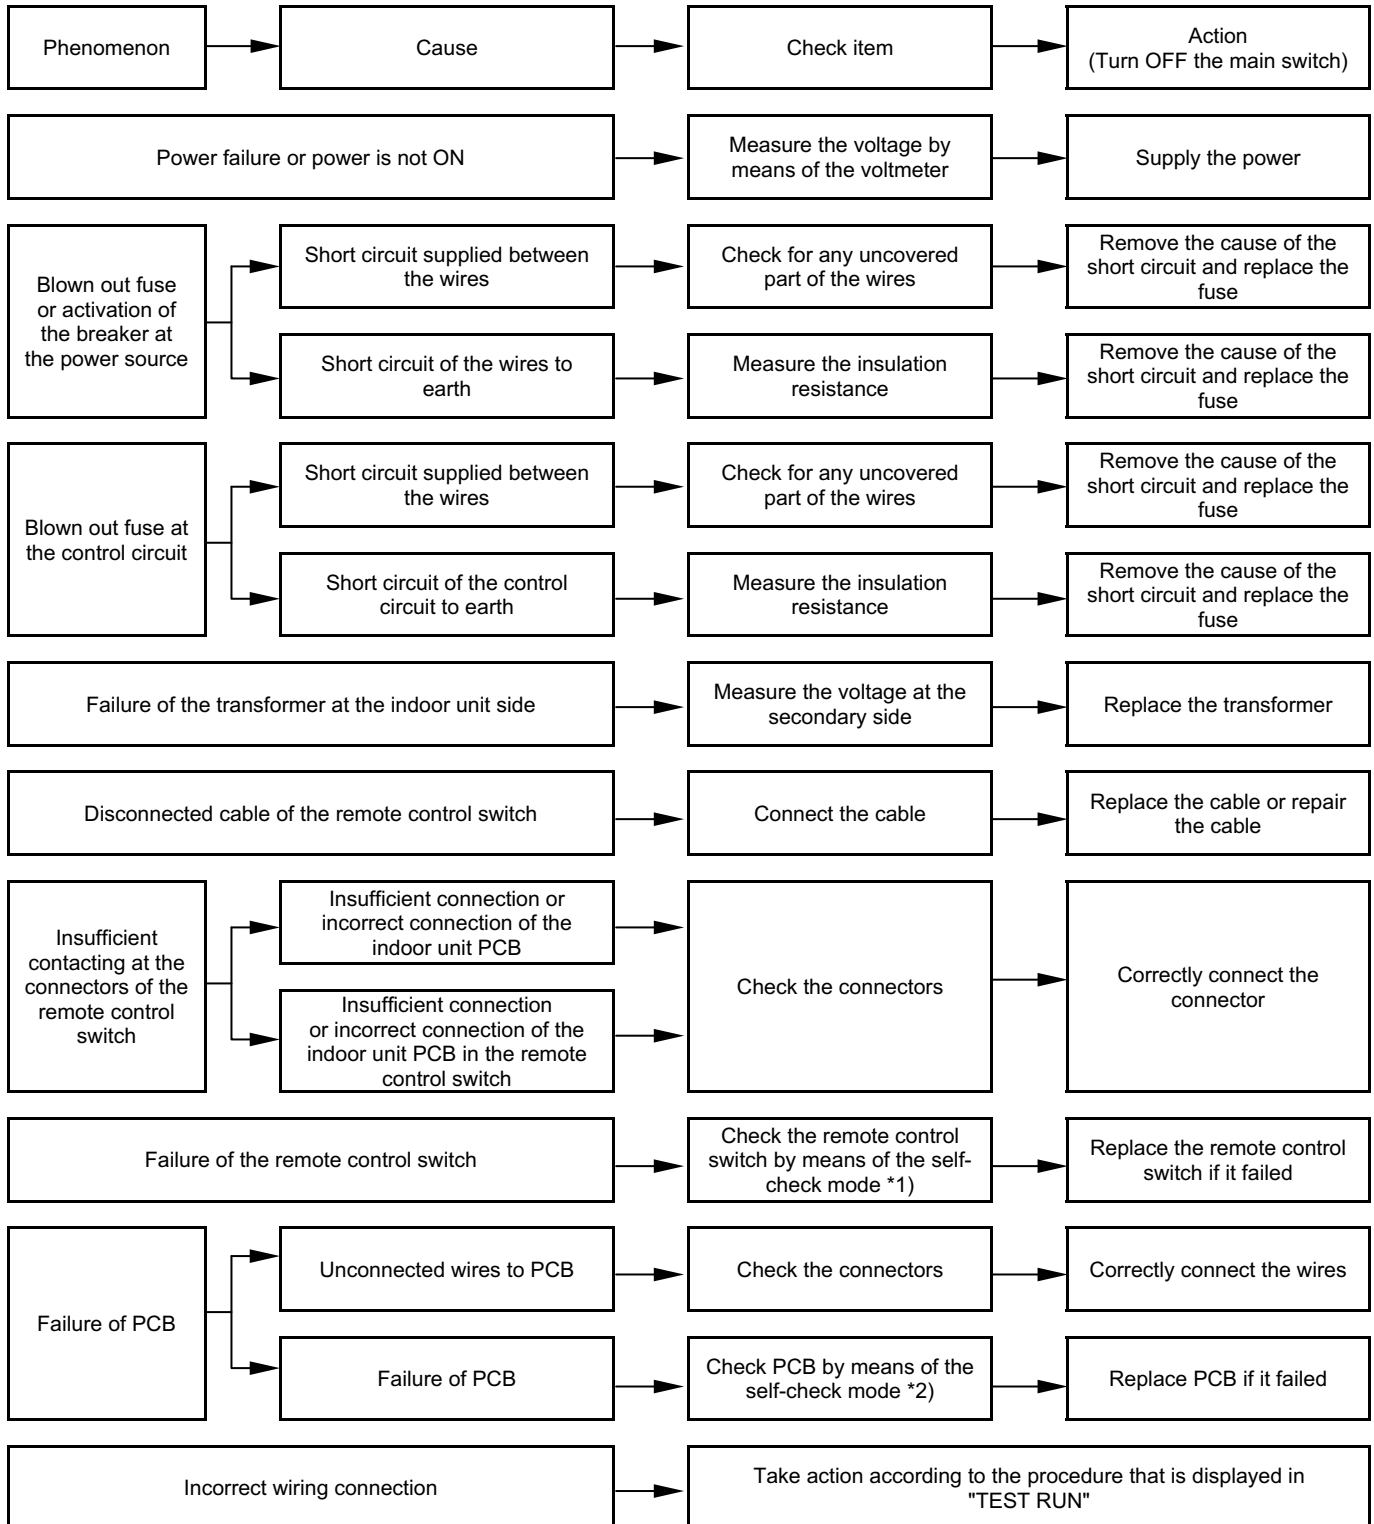 Phenomenon
Cause
Check item
Action
(Turn OFF the main switch)
Power failure or power is not ON
Measure the voltage by
means of the voltmeter
Supply the power
Blown out fuse
or activation of
the breaker at
the power source
Short circuit supplied between
the wires
Check for any uncovered
part of the wires
Remove the cause of the
short circuit and replace the
fuse
Short circuit of the wires to
earth
Measure the insulation
resistance
Remove the cause of the
short circuit and replace the
fuse
Blown out fuse at
the control circuit
Short circuit supplied between
the wires
Check for any uncovered
part of the wires
Remove the cause of the
short circuit and replace the
fuse
Short circuit of the control
circuit to earth
Measure the insulation
resistance
Remove the cause of the
short circuit and replace the
fuse
Failure of the transformer at the indoor unit side
Measure the voltage at the
secondary side
Replace the transformer
Disconnected cable of the remote control switch
Connect the cable
Replace the cable or repair
the cable
Insufficient
contacting at the
connectors of the
remote control
switch
Insufficient connection or
incorrect connection of the
indoor unit PCB
Insufficient connection
or incorrect connection of the
indoor unit PCB in the remote
control switch
Check the connectors
Correctly connect the
connector
Failure of the remote control switch
Check the remote control
switch by means of the self-
check mode *1)
Replace the remote control
switch if it failed
Failure of PCB
Unconnected wires to PCB
Check the connectors
Correctly connect the wires
Failure of PCB
Check PCB by means of the
self-check mode *2)
Replace PCB if it failed
Incorrect wiring connection
Take action according to the procedure that is displayed in
"TEST RUN"